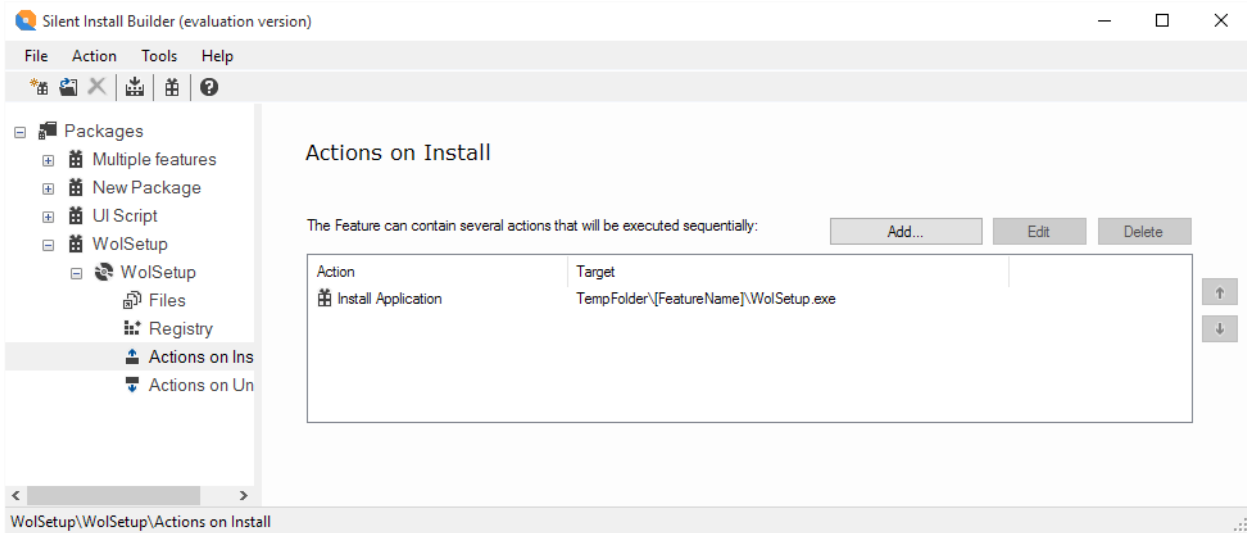 Silent Install Builder (evaluation version)
File Action Tools Help
Packages
Multiple features
New Package
UI Script
WolSetup
WolSetup
Files
Registry
Actions on Ins
Actions on Un
Actions on Install
The Feature can contain several actions that will be executed sequentially:
Add... Edit Delete
Action Target
Install Application TempFolder\[FeatureName]\WolSetup.exe
WolSetup\WolSetup\Actions on Install